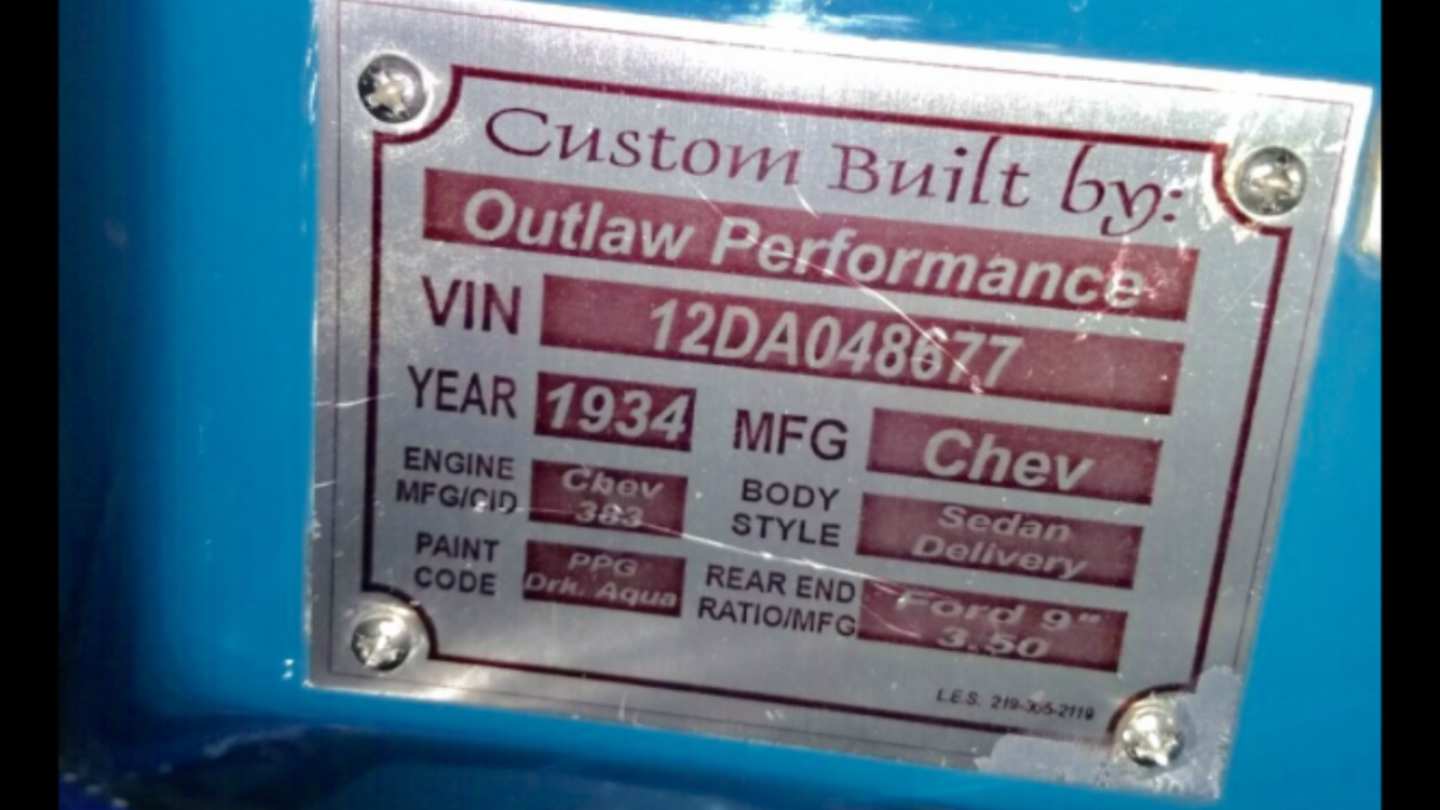 Custom Built by:
Outlaw Performance
VIN 12DA048677
YEAR 1934 MFG Chev
ENGINE MFG/CID Chev 383
BODY STYLE Sedan Delivery
PAINT CODE PPG Drk. Aqua
REAR END RATIO/MFG Ford 9" 3.50
L.E.S. 219-365-2119